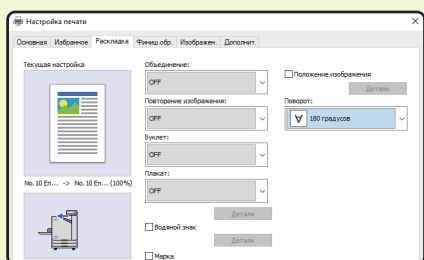 Настройка печати
Основная Избранное Раскладка Финиш.обр. Изображен. Дополнит.
Текущая настройка
No. 10 En... -> No. 10 En... (100%)
Объединение:
OFF
Повторение изображения:
OFF
Буклет:
OFF
Плакат:
OFF
Детали
Водяной знак
Детали
Марка
Положение изображения
Детали
Поворот:
180 градусов